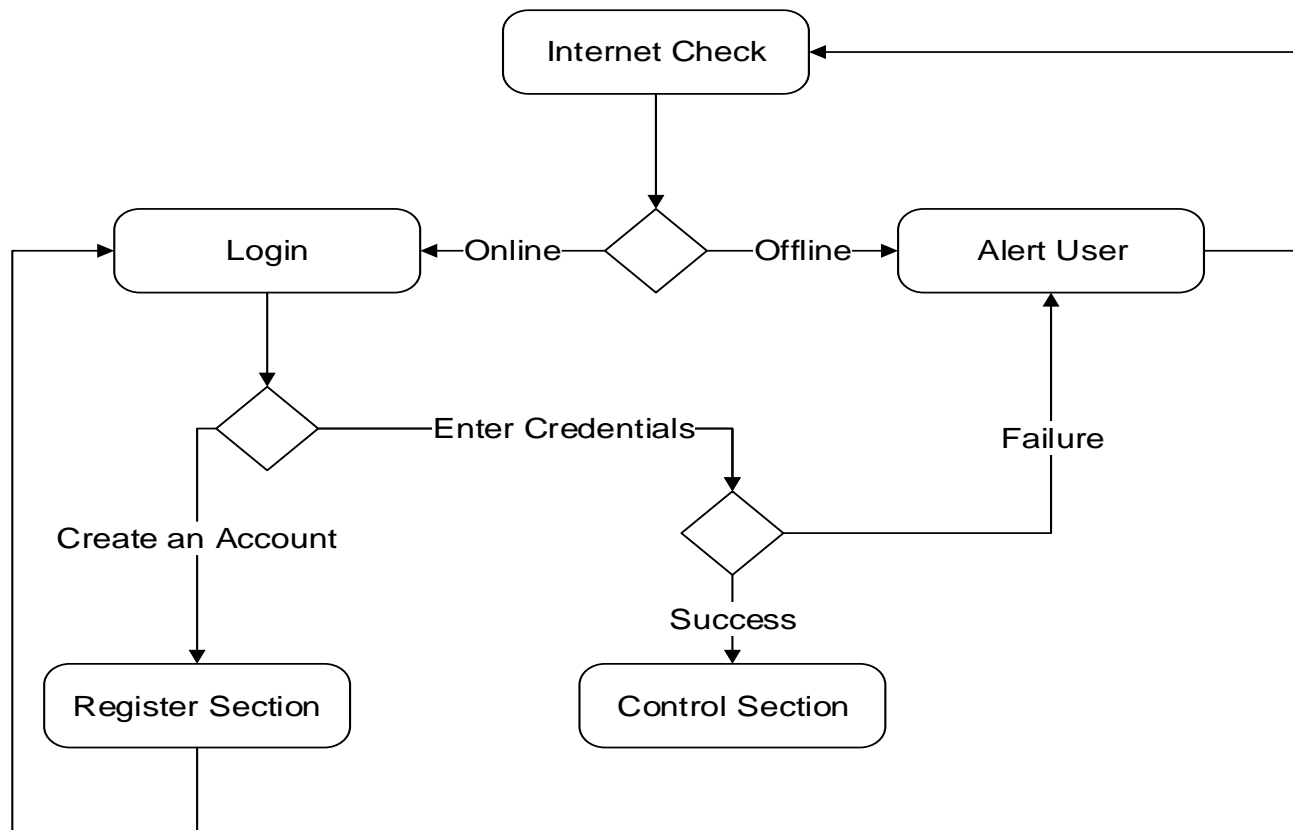 Internet Check
Login
Online
Offline
Alert User
Enter Credentials
Failure
Create an Account
Success
Register Section
Control Section